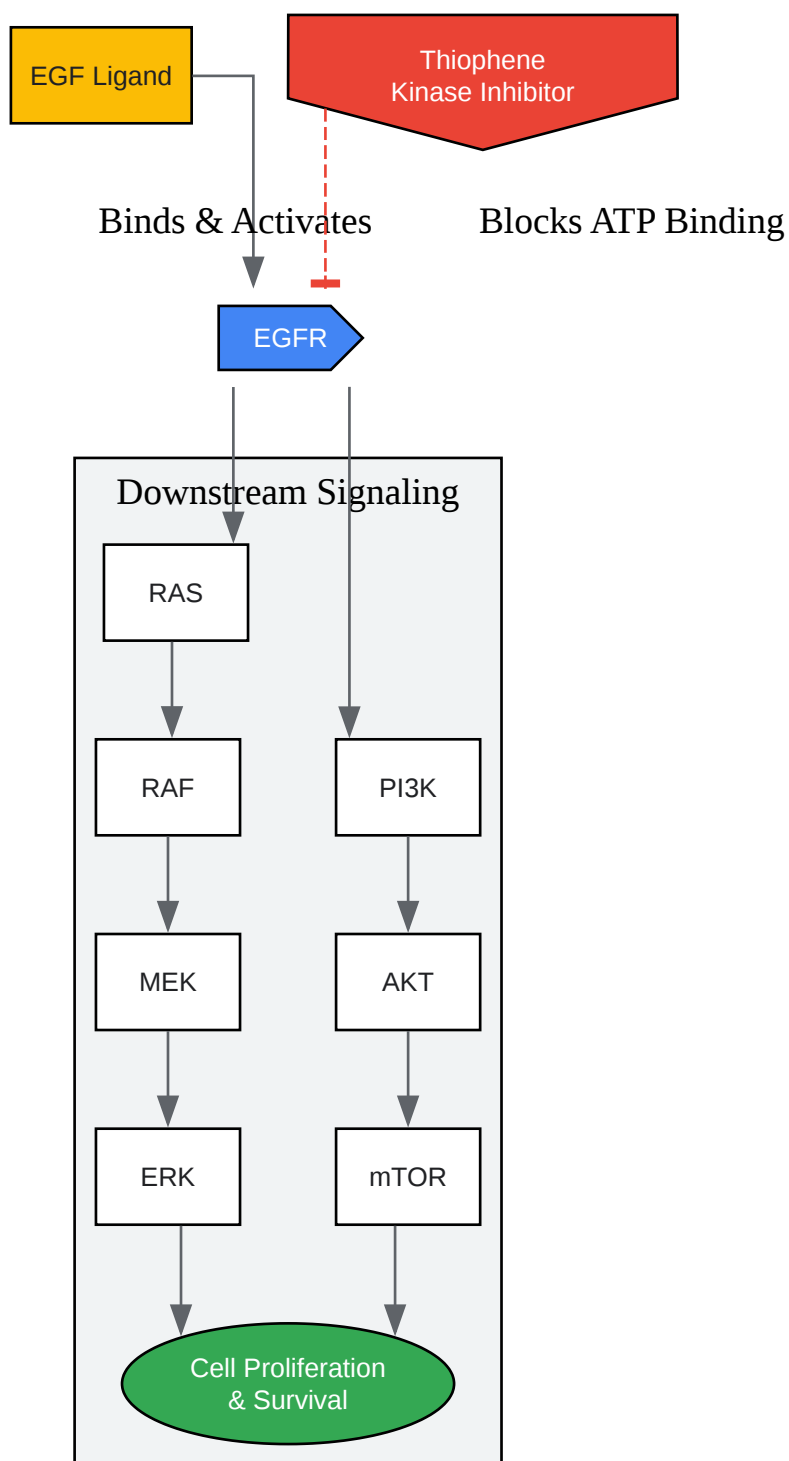 EGF Ligand
Thiophene
Kinase Inhibitor
Binds & Activates
Blocks ATP Binding
EGFR
Downstream Signaling
RAS
RAF
PI3K
MEK
AKT
ERK
mTOR
Cell Proliferation
& Survival